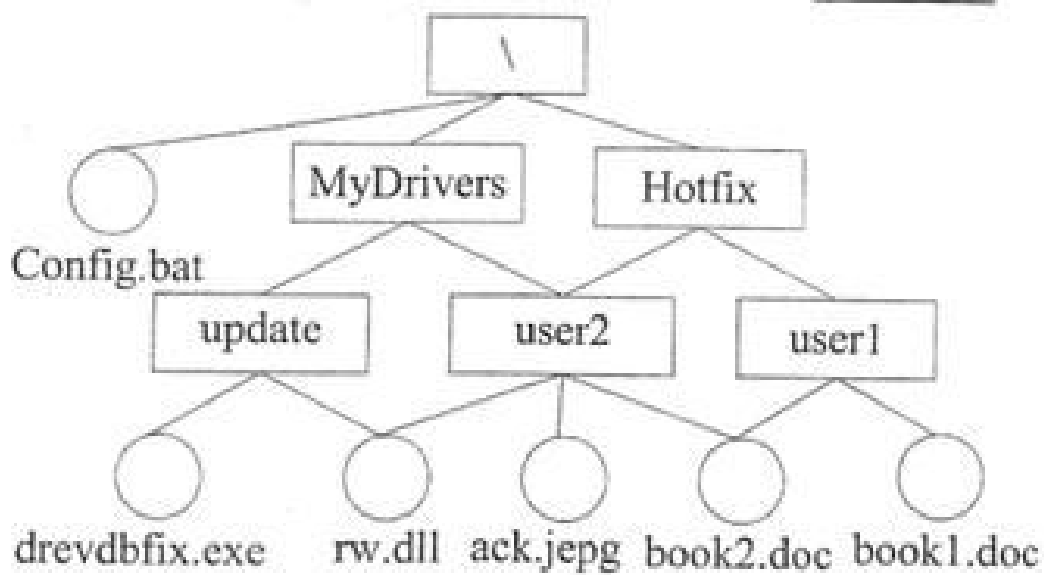 \
MyDrivers Hotfix
Config.bat
update user2 user1
drevdbfix.exe rw.dll ack.jepg book2.doc book1.doc